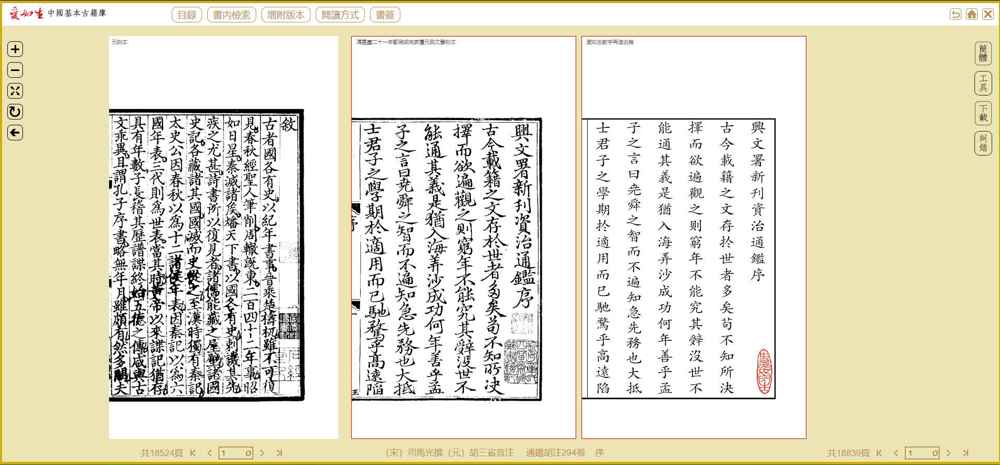 愛如生 中國基本古籍庫
目錄 書内檢索 增附版本 閲讀方式 書簽
元刻本
敘
古者國各有史以紀年書事晉乘楚檮杌雖不可復
見春秋經聖人筆削周轍既東二百四十二年事昭
如日星秦滅諸侯燔天下書以國各有史刺譏其先
疾之尤甚詩書所以復見者諸儒能藏之屋壁諸國
史記各藏諸其國國滅而史從之至漢時獨有秦記
太史公因春秋以爲十二諸侯年表因秦記以爲六
國年表三代則爲世表當其時黃帝以來諜記猶存
具有年數子長稽其歷譜諜終始五德之傳咸與古
文乖異且謂孔子序書略無年月雖頗有然多闕夫
清嘉慶二十一年鄱陽胡克家覆元興文署刻本
興文署新刊資治通鑑序
古今載籍之文存於世者多矣苟不知所决
擇而欲遍觀之則窮年不能究其辤没世不
能通其義是猶入海弄沙成功何年善乎孟
子之言曰尭舜之智而不遍知急先務也大抵
士君子之學期於適用而已馳騖乎髙遠䧟
序
愛如生數字再造古籍
興文署新刊資治通鑑序
古今載籍之文存扵世者多矣苟不知所决
擇而欲遍觀之则窮年不能究其辤沒世不
能通其義是猶入海弄沙成功何年善乎孟
子之言曰尭舜之智而不遍知急先務也大抵
士君子之學期扵適用而已馳騖乎高遠陷
簡體
工具
下載
糾錯
共18524頁 1
（宋）司馬光撰（元）胡三省音注 通鑑胡注294卷 序
共18839頁 1